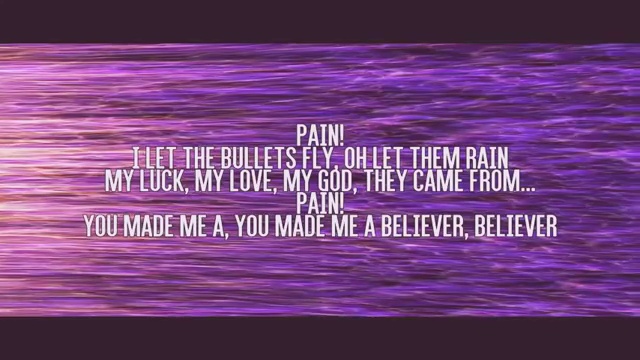 PAIN!
I LET THE BULLETS FLY, OH LET THEM RAIN
MY LUCK, MY LOVE, MY GOD, THEY CAME FROM...
PAIN!
YOU MADE ME A, YOU MADE ME A BELIEVER, BELIEVER